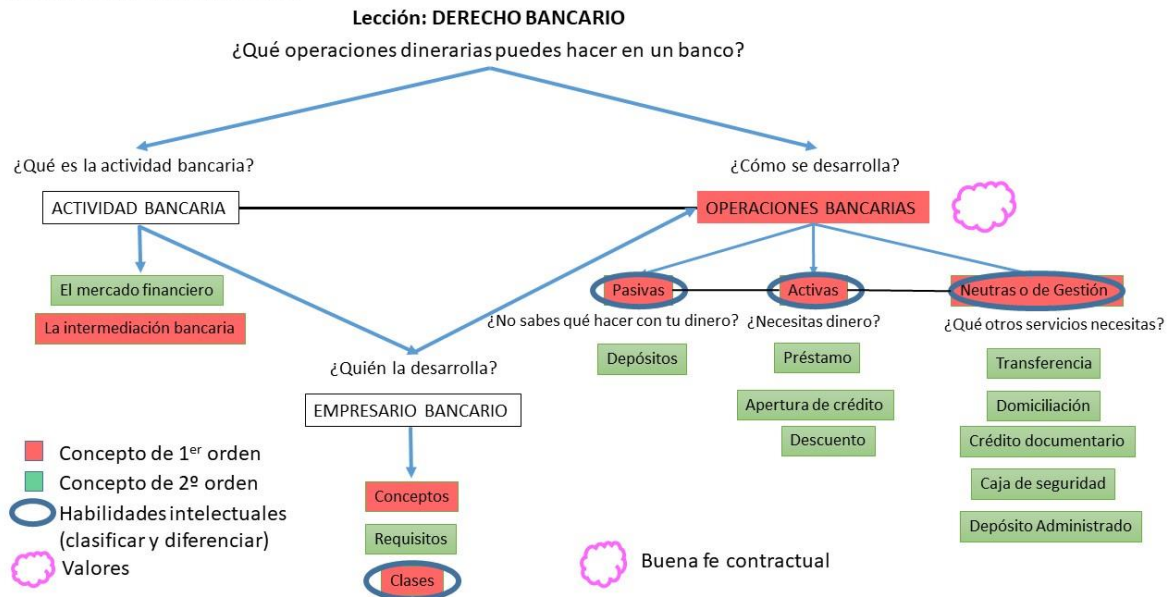 Lección: DERECHO BANCARIO
¿Qué operaciones dinerarias puedes hacer en un banco?
¿Qué es la actividad bancaria?
ACTIVIDAD BANCARIA
El mercado financiero
La intermediación bancaria
¿Quién la desarrolla?
EMPRESARIO BANCARIO
Conceptos
Requisitos
Clases
¿Cómo se desarrolla?
OPERACIONES BANCARIAS
Pasivas
¿No sabes qué hacer con tu dinero?
Depósitos
Activas
¿Necesitas dinero?
Préstamo
Apertura de crédito
Descuento
Neutras o de Gestión
¿Qué otros servicios necesitas?
Transferencia
Domiciliación
Crédito documentario
Caja de seguridad
Depósito Administrado
Concepto de 1er orden
Concepto de 2º orden
Habilidades intelectuales
(clasificar y diferenciar)
Valores
Buena fe contractual